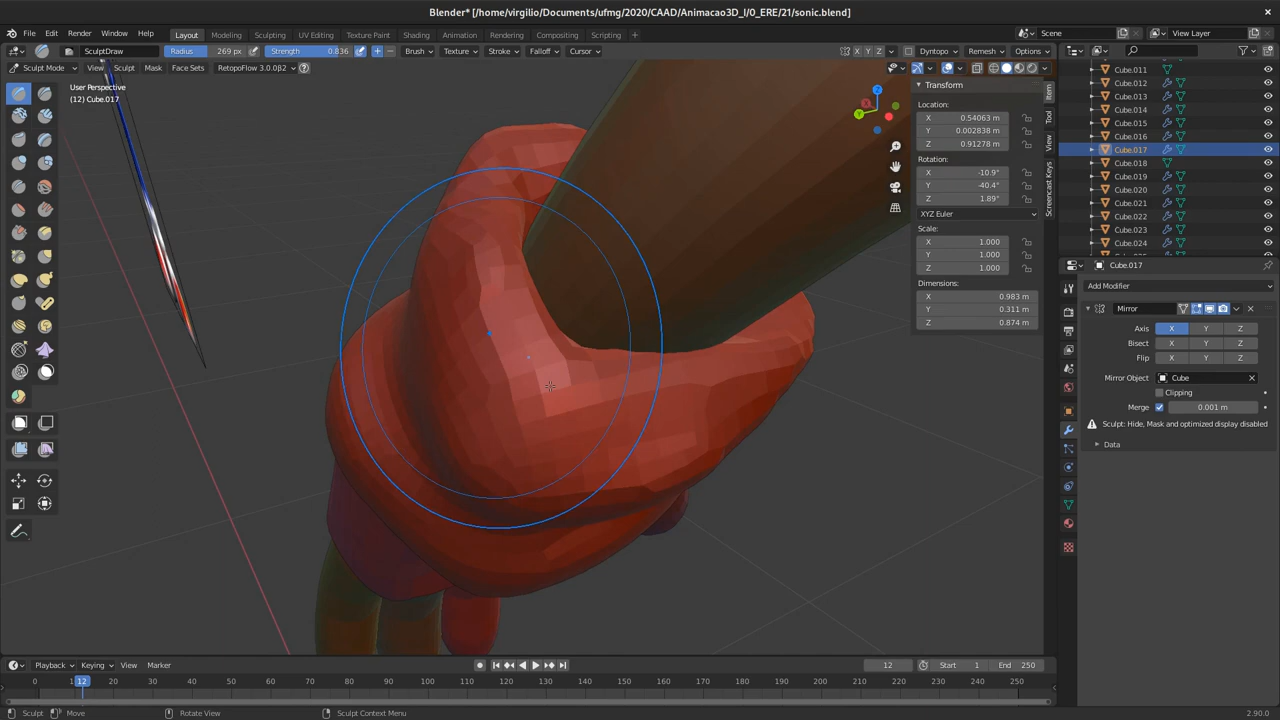 Blender* [/home/virgilio/Documents/ufmg/2020/CAAD/Animacao3D_I/0_ERE/21/sonic.blend]
File Edit Render Window Help Layout Modeling Sculpting UV Editing Texture Paint Shading Animation Rendering Compositing Scripting + Scene View Layer
SculptDraw Radius 269 px Strength 0.836 Brush Texture Stroke Falloff Cursor X Y Z Dyntopo Remesh Options
Sculpt Mode View Sculpt Mask Face Sets RetopoFlow 3.0.0β2
User Perspective
(12) Cube.017
Z
X
Y
Transform
Location:
X 0.54063 m
Y 0.002838 m
Z 0.91278 m
Rotation:
X -10.9°
Y -40.4°
Z 1.89°
XYZ Euler
Scale:
X 1.000
Y 1.000
Z 1.000
Dimensions:
X 0.983 m
Y 0.311 m
Z 0.874 m
Item
Tool
View
Screencast Keys
Cube.011
Cube.012
Cube.013
Cube.014
Cube.015
Cube.016
Cube.017
Cube.018
Cube.019
Cube.020
Cube.021
Cube.022
Cube.023
Cube.024
Cube.017
Add Modifier
Mirror
Axis X Y Z
Bisect X Y Z
Flip X Y Z
Mirror Object Cube
Clipping
Merge 0.001 m
Sculpt: Hide, Mask and optimized display disabled
Data
Playback Keying View Marker 12 Start 1 End 250
0 12 20 30 40 50 60 70 80 90 100 110 120 130 140 150 160 170 180 190 200 210 220 230 240 250
Sculpt Move Rotate View Sculpt Context Menu 2.90.0